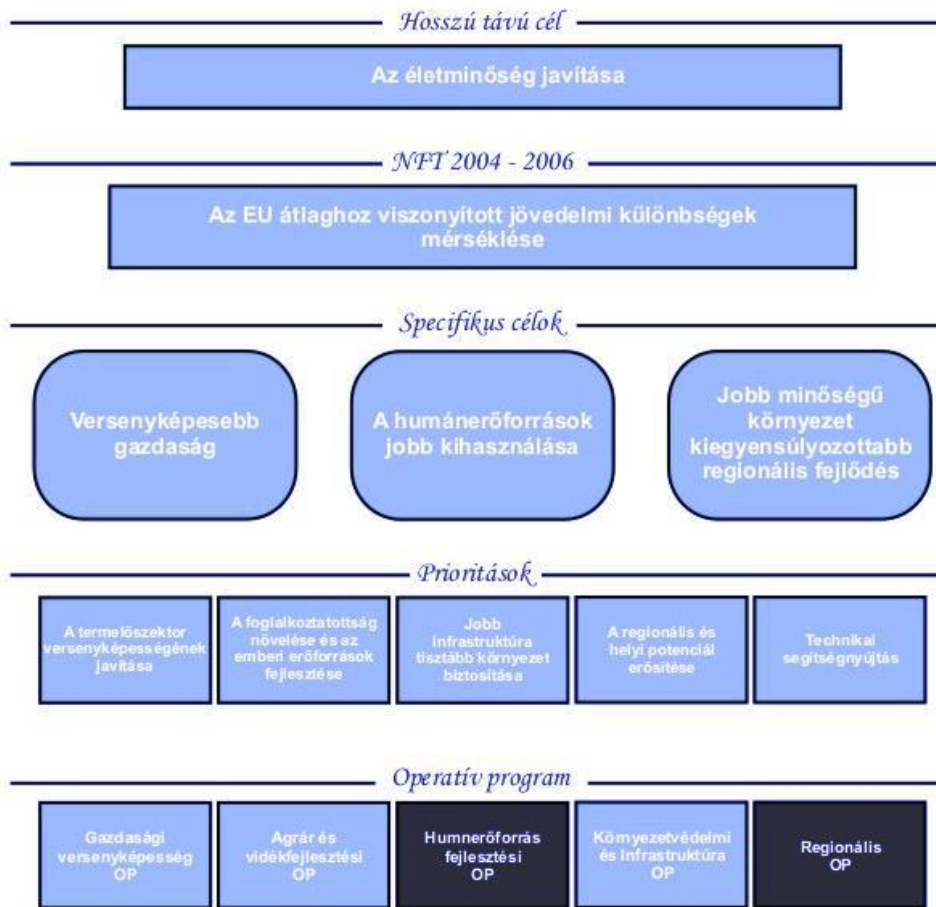 Hosszú távú cél
Az életminőség javítása
NFT 2004 - 2006
Az EU átlaghoz viszonyított jövedelmi különbségek
mérséklése
Specifikus célok
Versenyképesebb
gazdaság
A humánerőforrások
jobb kihasználása
Jobb minőségű
környezet
kiegyensúlyozottabb
regionális fejlődés
Prioritások
A termelőszektor
versenyképességének
javítása
A foglalkoztatottság
növelése és az
emberi erőforrások
fejlesztése
Jobb
infrastruktúra
tisztább környezet
biztosítása
A regionális és
helyi potenciál
erősítése
Technikal
segítségnyújtás
Operatív program
Gazdasági
versenyképesség
OP
Agrár és
vidékfejlesztési
OP
Humnerőforrás
fejlesztési
OP
Környezetvédelmi
és Infrastruktúra
OP
Regionális
OP